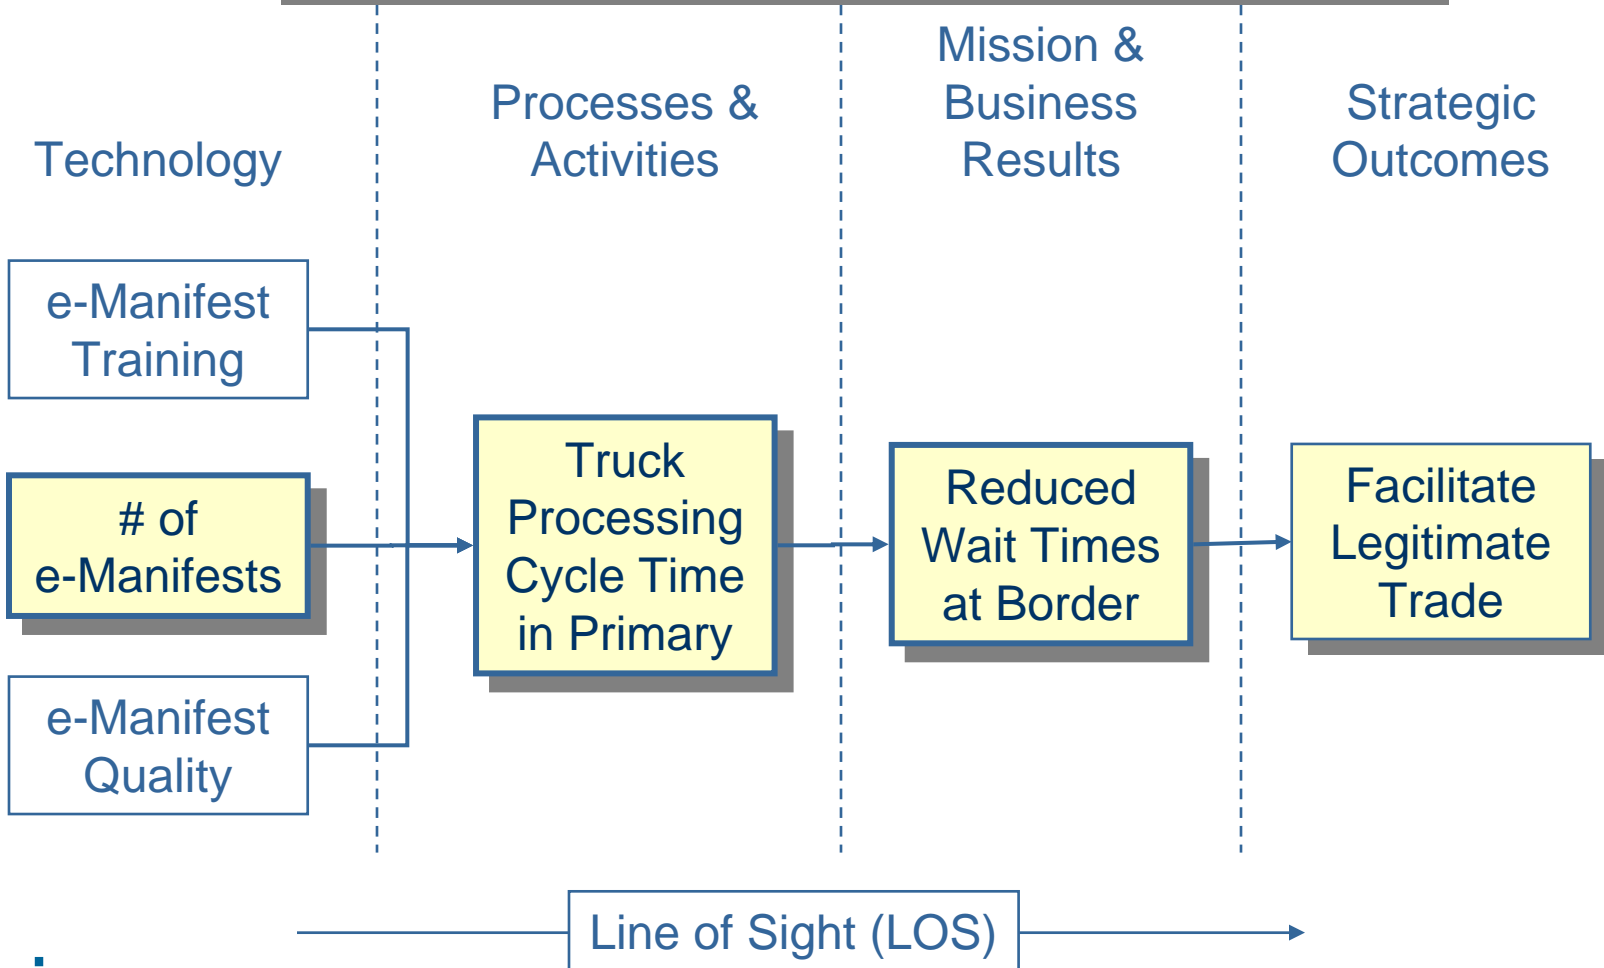 Technology
Processes &
Activities
Mission &
Business
Results
Strategic
Outcomes
e-Manifest
Training
# of
e-Manifests
e-Manifest
Quality
Truck
Processing
Cycle Time
in Primary
Reduced
Wait Times
at Border
Facilitate
Legitimate
Trade
Line of Sight (LOS)